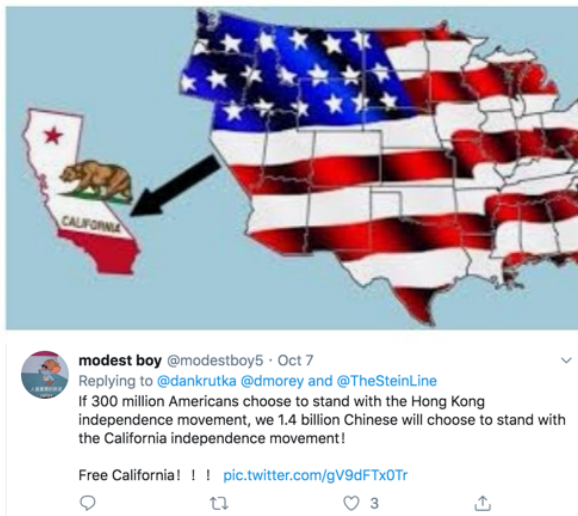 CALIFORNIA
modest boy @modestboy5 · Oct 7
Replying to @dankrutka @dmorey and @TheSteinLine
If 300 million Americans choose to stand with the Hong Kong
independence movement, we 1.4 billion Chinese will choose to stand with
the California independence movement!
Free California！！！ pic.twitter.com/gV9dFTx0Tr
3